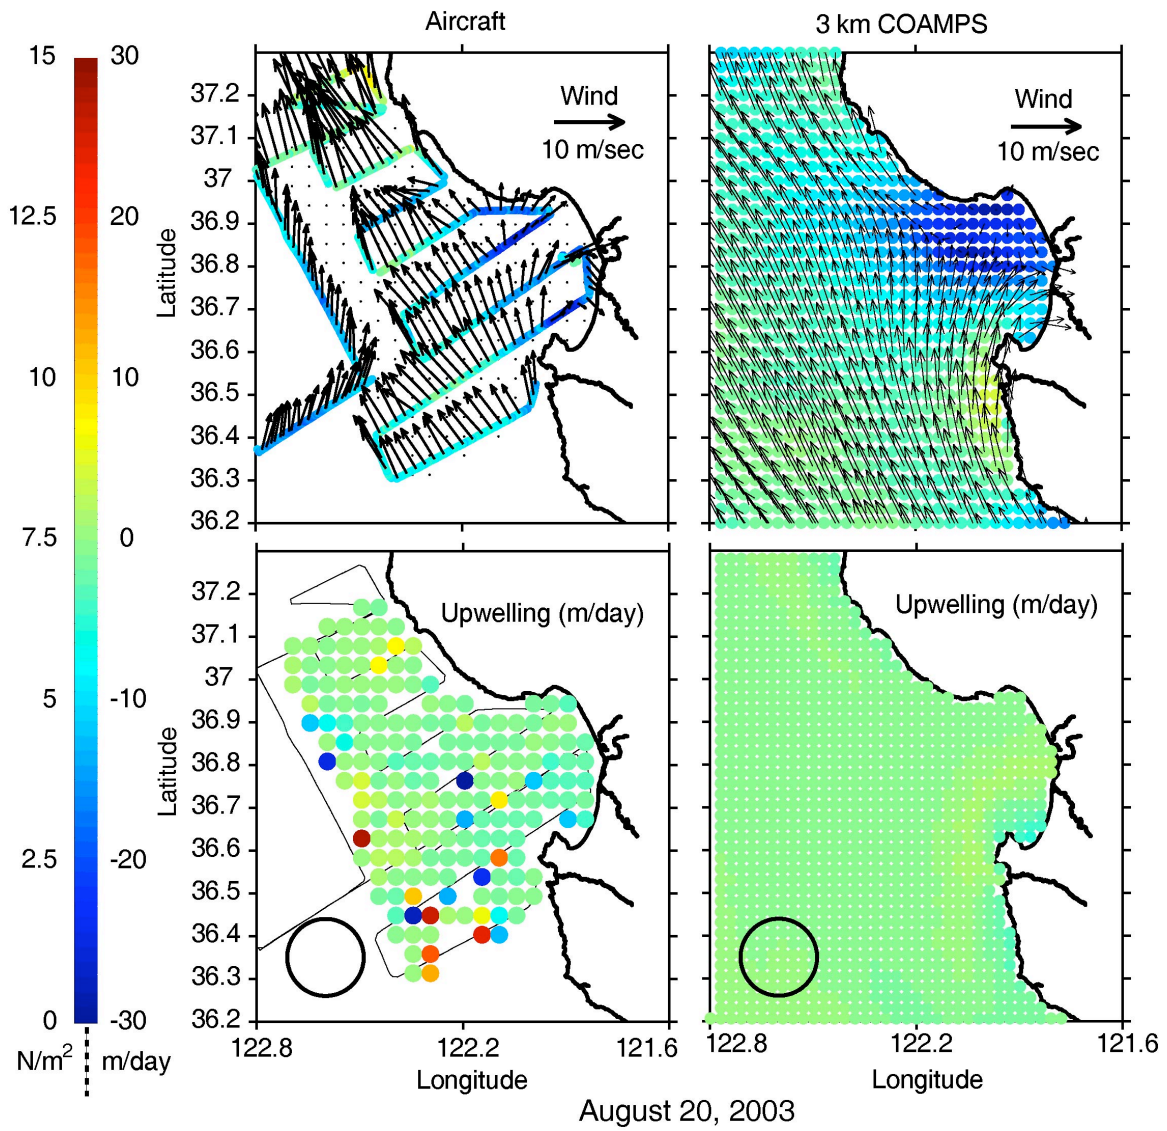 Aircraft
3 km COAMPS
15 30
12.5 20
10 10
7.5 0
5 -10
2.5 -20
0 -30
N/m² m/day
Latitude
37.2
37.1
37
36.9
36.8
36.7
36.6
36.5
36.4
36.3
36.2
Wind
10 m/sec
Wind
10 m/sec
Latitude
37.2
37.1
37
36.9
36.8
36.7
36.6
36.5
36.4
36.3
36.2
Upwelling (m/day)
Upwelling (m/day)
122.8 122.2 121.6
Longitude
122.8 122.2 121.6
Longitude
August 20, 2003